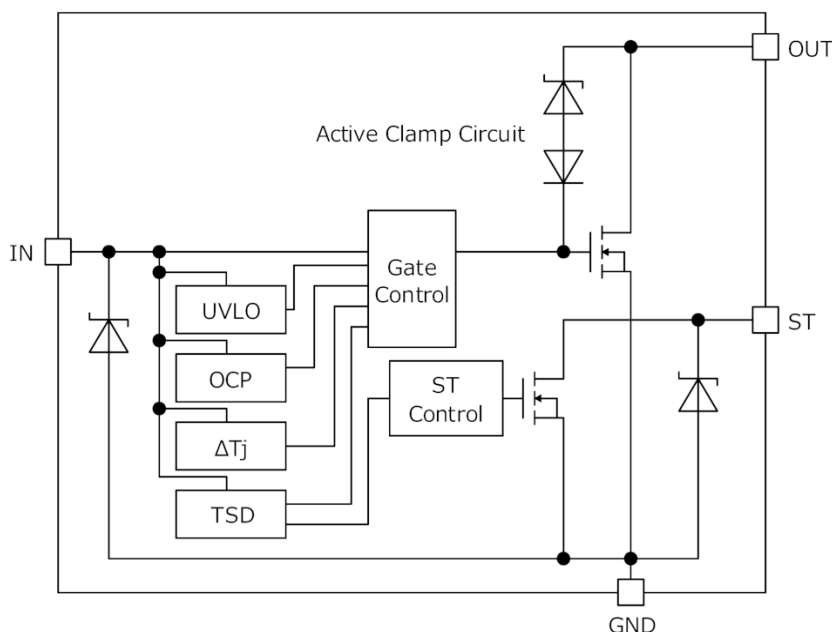 OUT
Active Clamp Circuit
IN
Gate
Control
UVLO
ST
OCP
ST
Control
ΔTj
TSD
GND